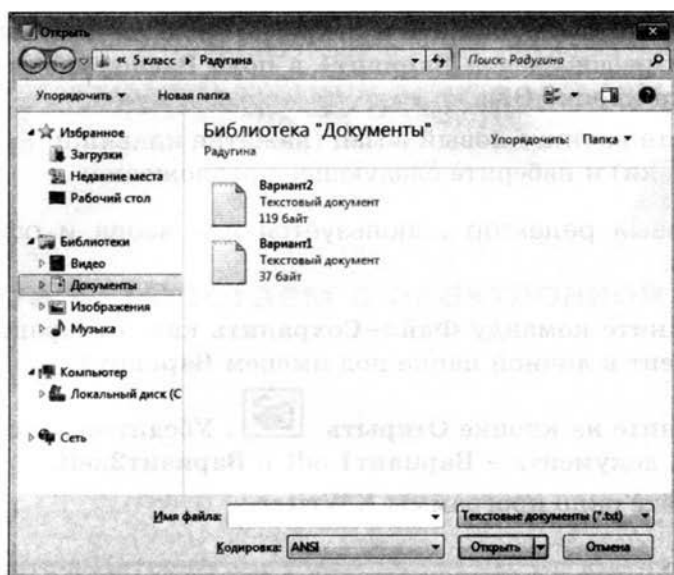 Открыть
« 5 класс ▸ Радугина
Поиск: Радугина
Упорядочить ▾ Новая папка
Избранное
Загрузки
Недавние места
Рабочий стол
Библиотеки
Видео
Документы
Изображения
Музыка
Компьютер
Локальный диск (C
Сеть
Библиотека "Документы"
Радугина
Упорядочить: Папка ▾
Вариант2
Текстовый документ
119 байт
Вариант1
Текстовый документ
37 байт
Имя файла:
Текстовые документы (*.txt)
Кодировка: ANSI
Открыть
Отмена